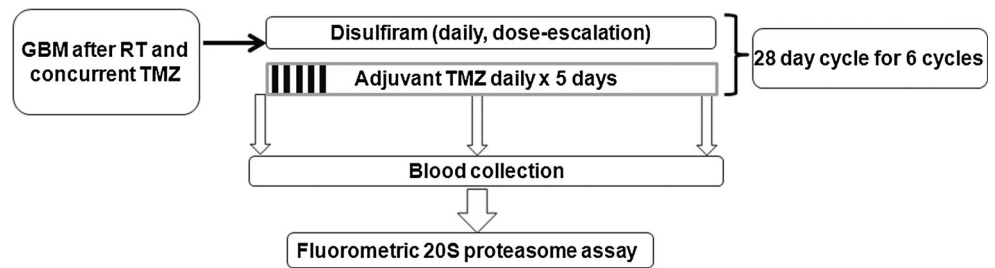 GBM after RT and
concurrent TMZ
Disulfiram (daily, dose-escalation)
Adjuvant TMZ daily x 5 days
28 day cycle for 6 cycles
Blood collection
Fluorometric 20S proteasome assay